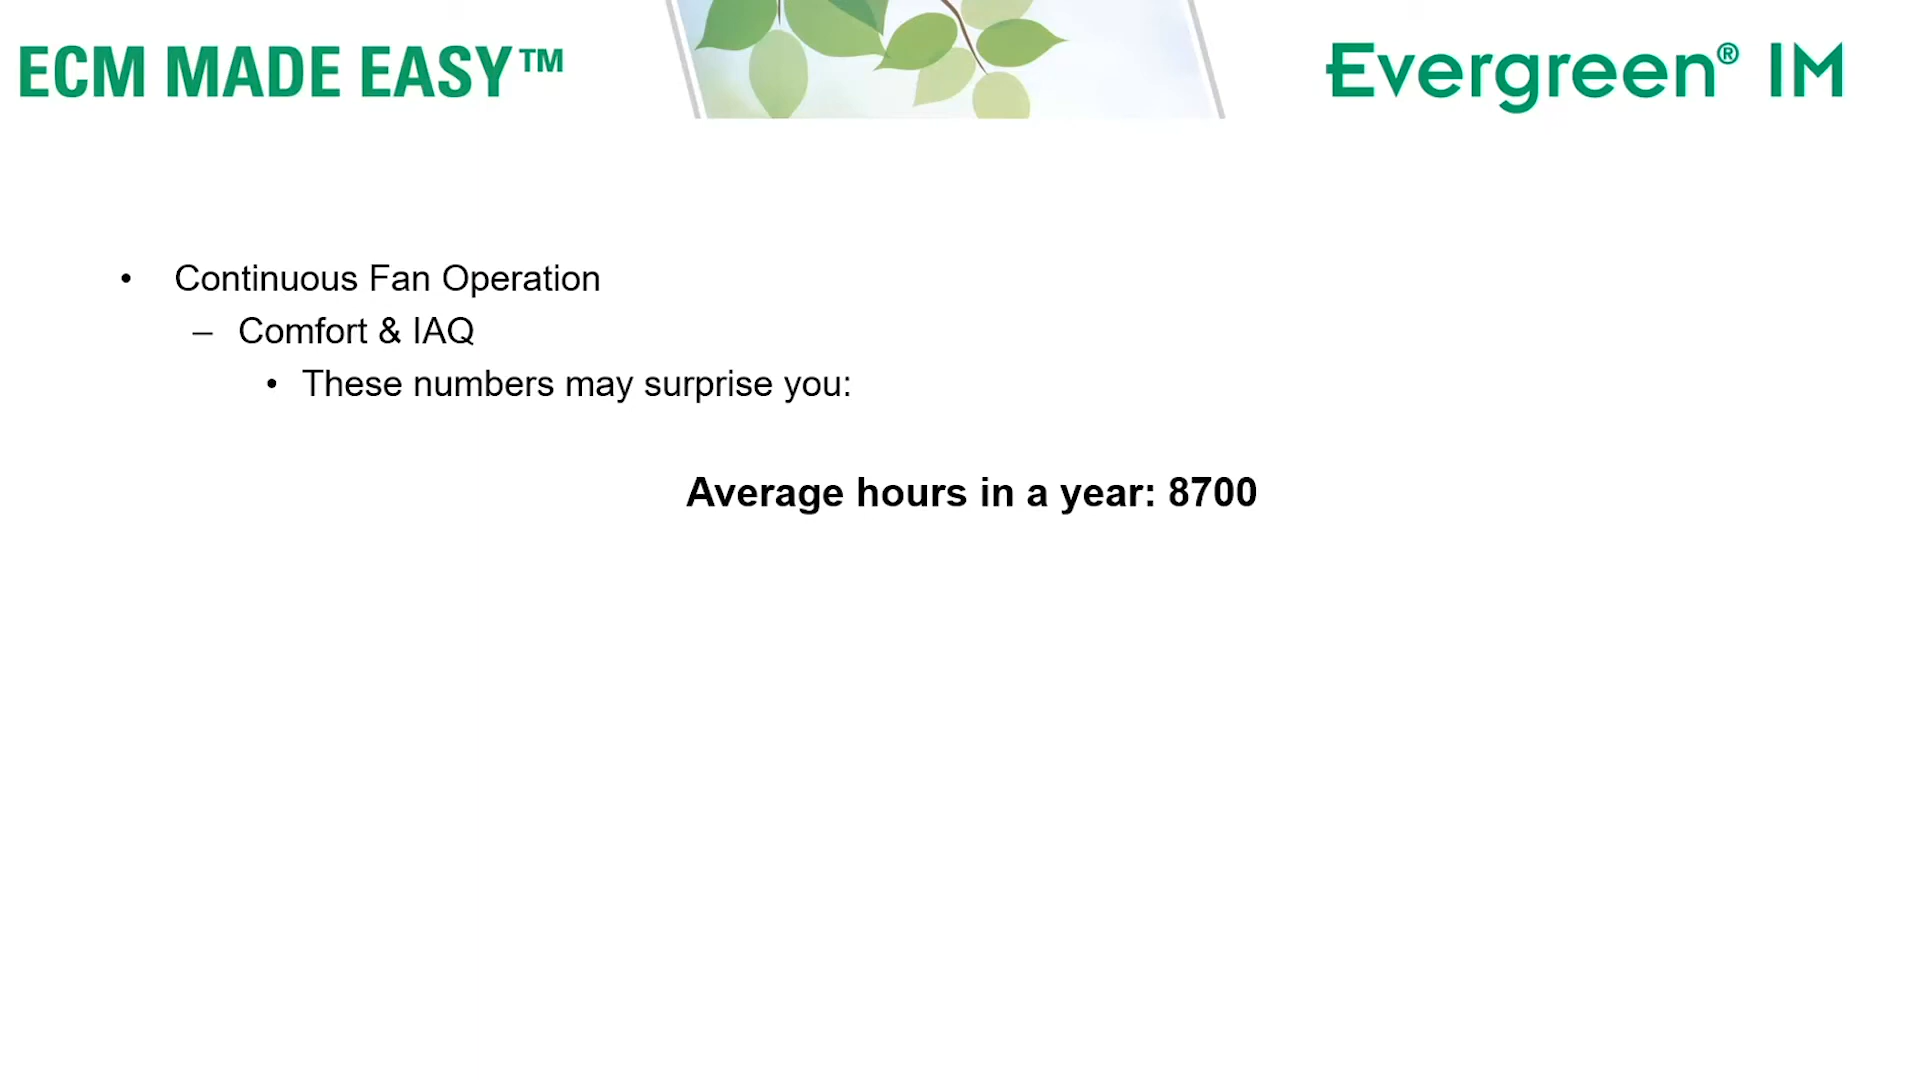 ECM MADE EASY™
Evergreen® IM
• Continuous Fan Operation
– Comfort & IAQ
• These numbers may surprise you:
Average hours in a year: 8700